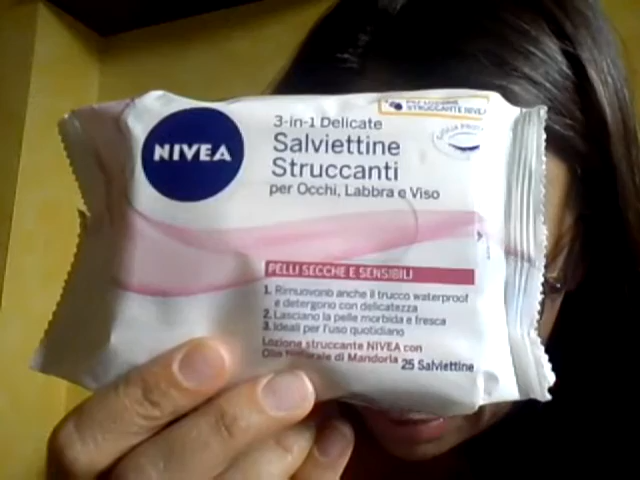 NIVEA
3-in-1 Delicate
Salviettine
Struccanti
per Occhi, Labbra e Viso
PELLI SECCHE E SENSIBILI
1. Rimuovono anche il trucco waterproof
e detergono con delicatezza
2. Lasciano la pelle morbida e fresca
3. Ideali per l'uso quotidiano
Lozione struccante NIVEA con
Olio Naturale di Mandorla
25 Salviettine
STRUCCANTE NIVEA